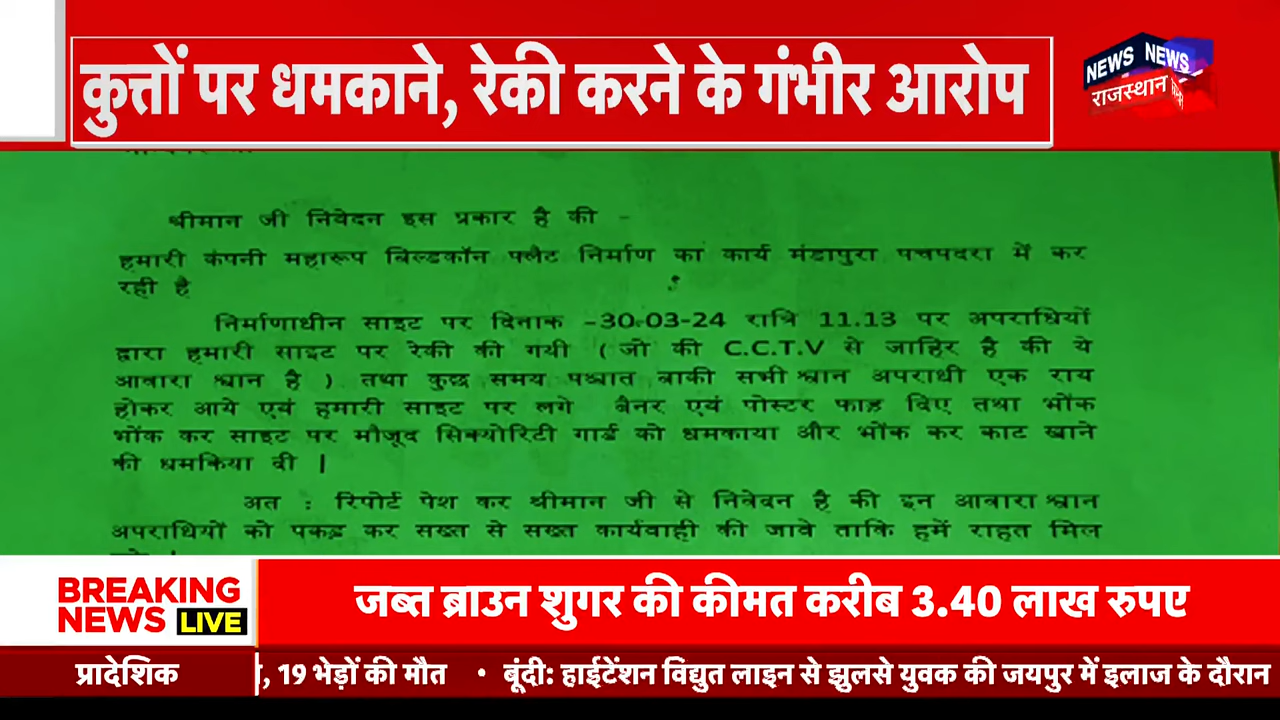 कुत्तों पर धमकाने, रेकी करने के गंभीर आरोप
NEWS NEWS
राजस्थान
श्रीमान जी निवेदन इस प्रकार है की -
हमारी कंपनी महारूप बिल्डकॉन फ्लैट निर्माण का कार्य मंडापुरा पचपदरा में कर
रही है
निर्माणाधीन साइट पर दिनाक -30-03-24 रात्रि 11.13 पर अपराधियों
द्वारा हमारी साइट पर रेकी की गयी ( जो की C.C.T.V से जाहिर है की ये
आवारा श्वान है ) तथा कुछ समय पश्चात बाकी सभी श्वान अपराधी एक राय
होकर आये एवं हमारी साइट पर लगे बैनर एवं पोस्टर फाड़ दिए तथा भोंक
भोंक कर साइट पर मौजूद सिक्योरिटी गार्ड को धमकाया और भोंक कर काट खाने
की धमकिया दी |
अत : रिपोर्ट पेश कर श्रीमान जी से निवेदन है की इन आवारा श्वान
अपराधियों को पकड़ कर सख्त से सख्त कार्यवाही की जावे ताकि हमें राहत मिल
BREAKING
NEWS LIVE
जब्त ब्राउन शुगर की कीमत करीब 3.40 लाख रुपए
प्रादेशिक
, 19 भेड़ों की मौत • बूंदी: हाईटेंशन विद्युत लाइन से झुलसे युवक की जयपुर में इलाज के दौरान